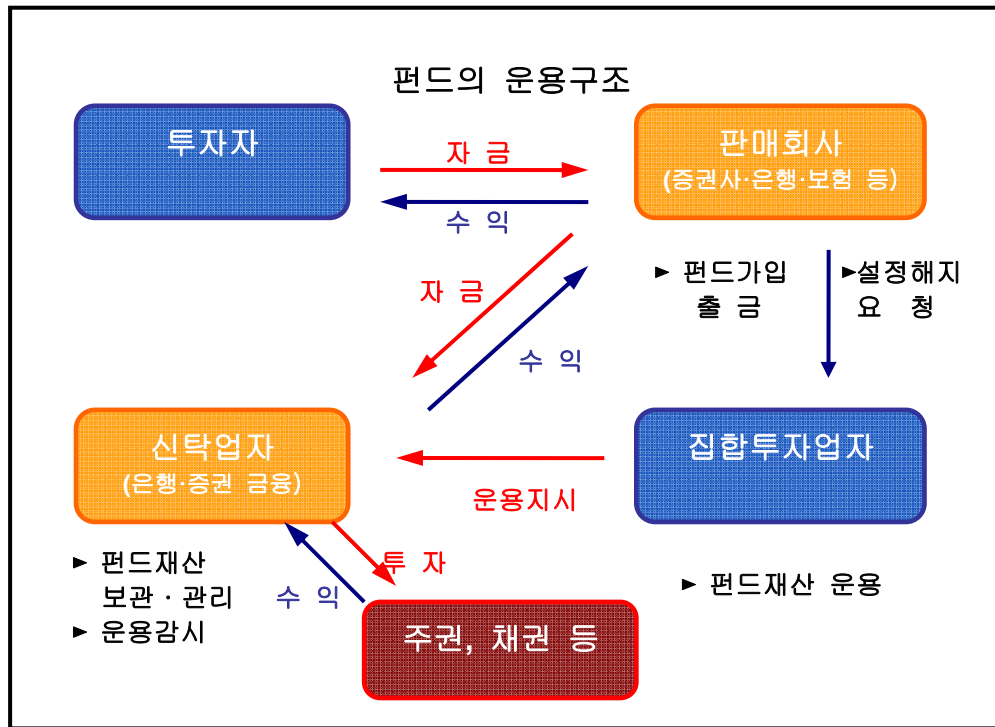 펀드의 운용구조
투자자
자 금
판매회사
(증권사·은행·보험 등)
수 익
자 금
► 펀드가입
출 금
►설정해지
요 청
수 익
신탁업자
(은행·증권 금융)
집합투자업자
운용지시
► 펀드재산
보관·관리
► 운용감시
투 자
수 익
► 펀드재산 운용
주권, 채권 등